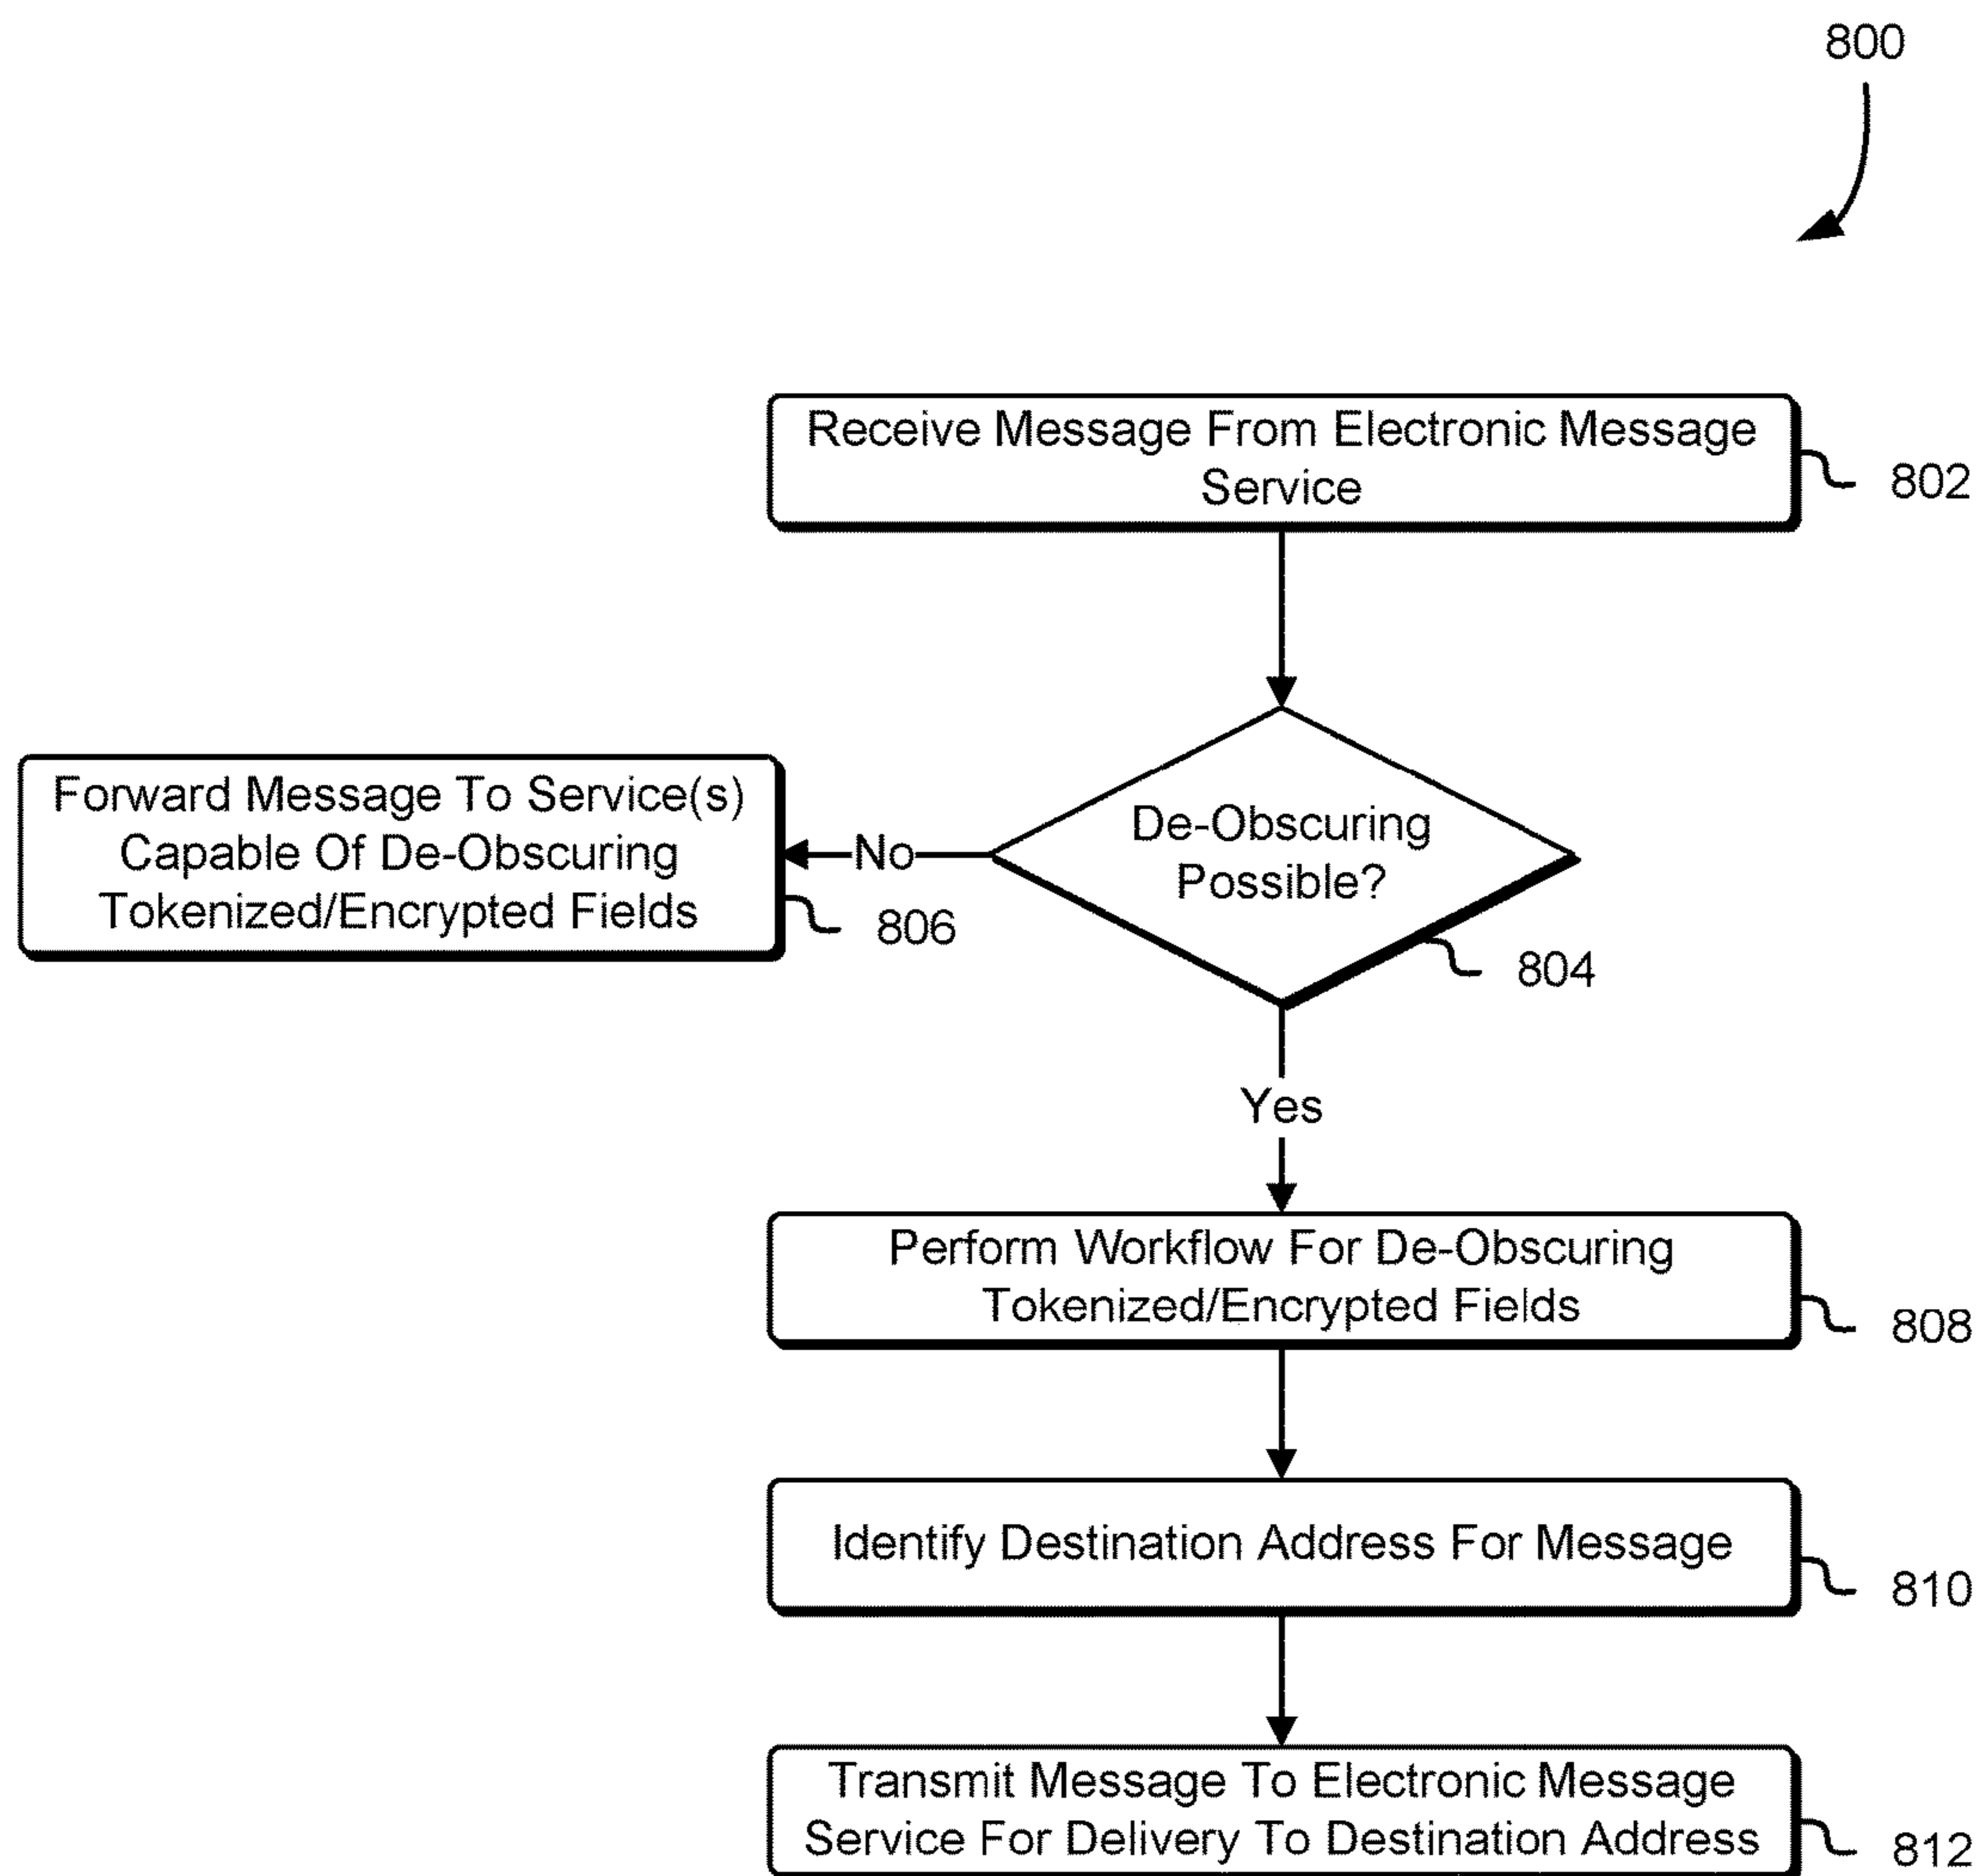 800
Receive Message From Electronic Message
Service
802
De-Obscuring
Possible?
804
No
Forward Message To Service(s)
Capable Of De-Obscuring
Tokenized/Encrypted Fields
806
Yes
Perform Workflow For De-Obscuring
Tokenized/Encrypted Fields
808
Identify Destination Address For Message
810
Transmit Message To Electronic Message
Service For Delivery To Destination Address
812